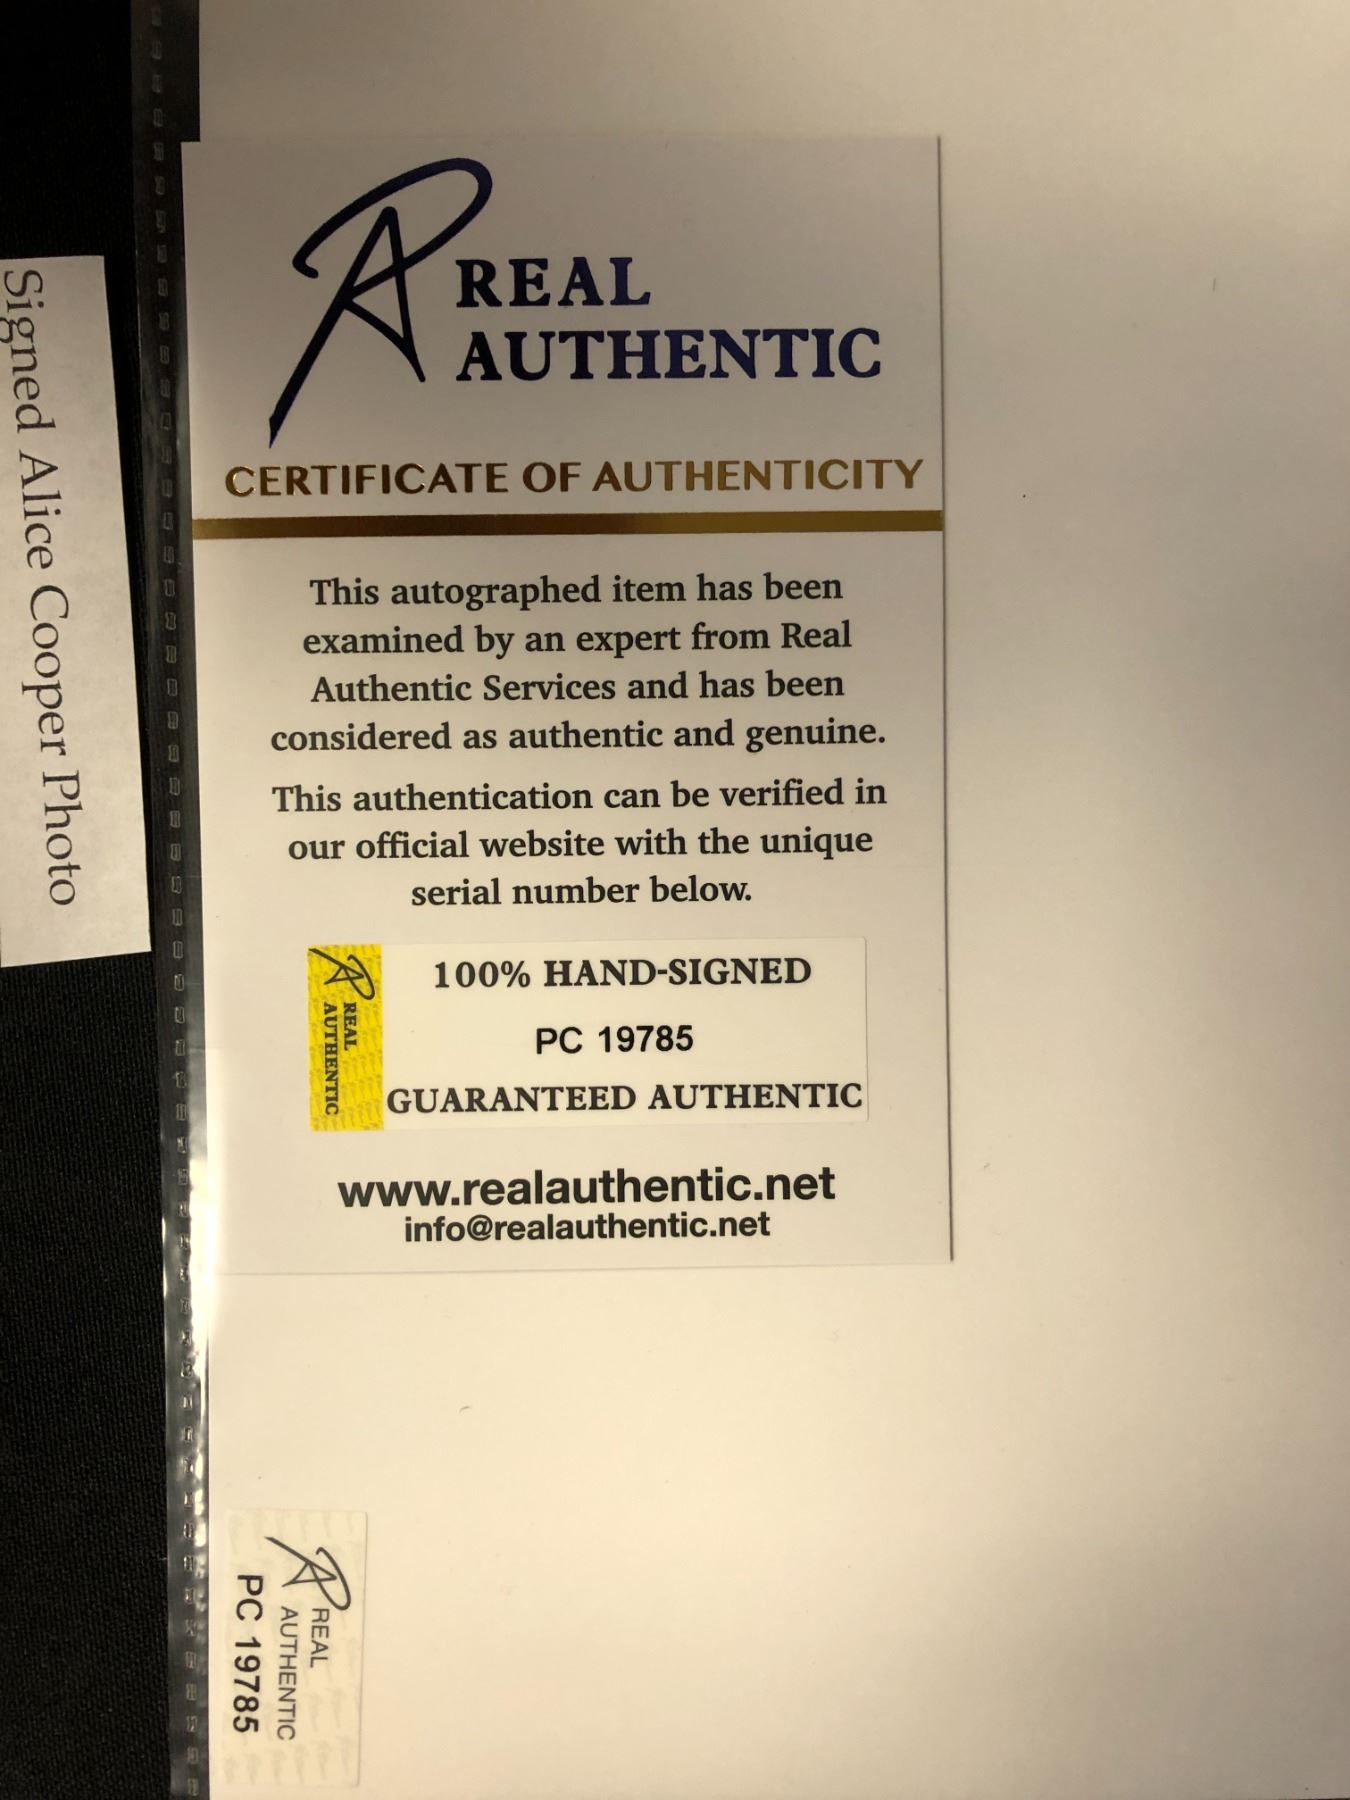 Signed Alice Cooper Photo
REAL
AUTHENTIC
CERTIFICATE OF AUTHENTICITY
This autographed item has been
examined by an expert from Real
Authentic Services and has been
considered as authentic and genuine.
This authentication can be verified in
our official website with the unique
serial number below.
REAL
AUTHENTIC
100% HAND-SIGNED
PC 19785
GUARANTEED AUTHENTIC
www.realauthentic.net
info@realauthentic.net
REAL
AUTHENTIC
PC 19785